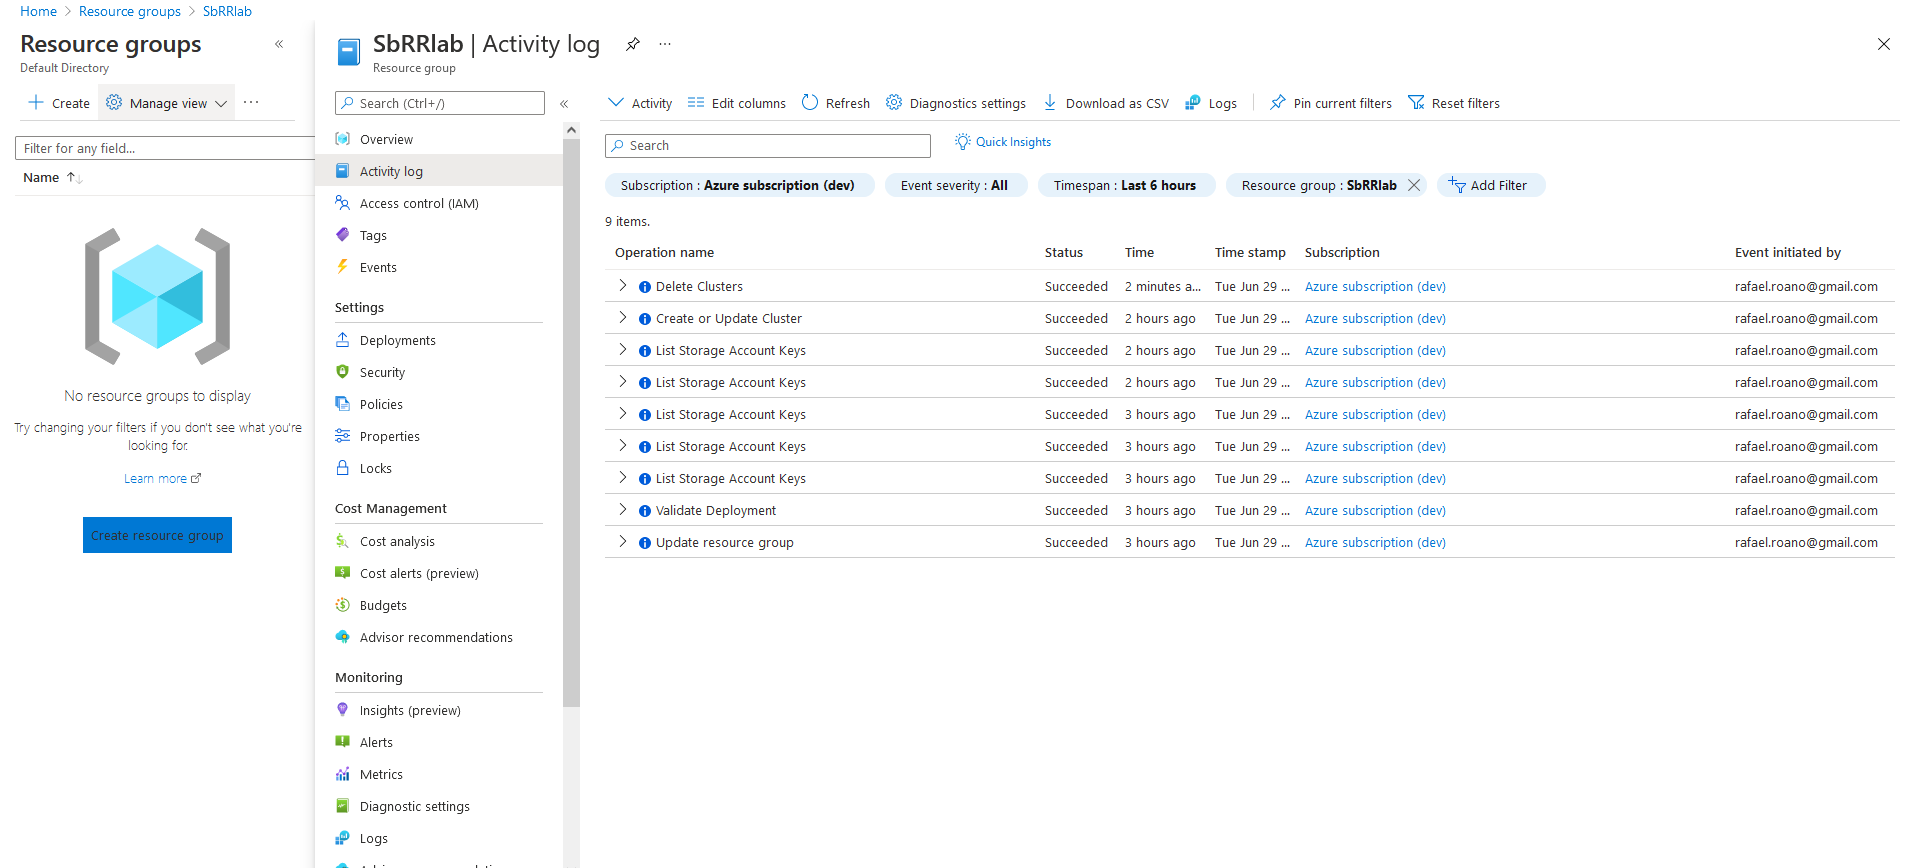 Home > Resource groups > SbRRlab
Resource groups «
Default Directory
Create Manage view ...
Filter for any field...
Name ↑↓
No resource groups to display
Try changing your filters if you don't see what you're
looking for.
Learn more
Create resource group
SbRRlab | Activity log ...
Resource group
Search (Ctrl+/) «
Overview
Activity log
Access control (IAM)
Tags
Events
Settings
Deployments
Security
Policies
Properties
Locks
Cost Management
Cost analysis
Cost alerts (preview)
Budgets
Advisor recommendations
Monitoring
Insights (preview)
Alerts
Metrics
Diagnostic settings
Logs
Activity Edit columns Refresh Diagnostics settings Download as CSV Logs Pin current filters Reset filters
Search Quick Insights
Subscription : Azure subscription (dev) Event severity : All Timespan : Last 6 hours Resource group : SbRRlab Add Filter
9 items.
Operation name Status Time Time stamp Subscription Event initiated by
Delete Clusters Succeeded 2 minutes a... Tue Jun 29 ... Azure subscription (dev) rafael.roano@gmail.com
Create or Update Cluster Succeeded 2 hours ago Tue Jun 29 ... Azure subscription (dev) rafael.roano@gmail.com
List Storage Account Keys Succeeded 2 hours ago Tue Jun 29 ... Azure subscription (dev) rafael.roano@gmail.com
List Storage Account Keys Succeeded 2 hours ago Tue Jun 29 ... Azure subscription (dev) rafael.roano@gmail.com
List Storage Account Keys Succeeded 3 hours ago Tue Jun 29 ... Azure subscription (dev) rafael.roano@gmail.com
List Storage Account Keys Succeeded 3 hours ago Tue Jun 29 ... Azure subscription (dev) rafael.roano@gmail.com
List Storage Account Keys Succeeded 3 hours ago Tue Jun 29 ... Azure subscription (dev) rafael.roano@gmail.com
Validate Deployment Succeeded 3 hours ago Tue Jun 29 ... Azure subscription (dev) rafael.roano@gmail.com
Update resource group Succeeded 3 hours ago Tue Jun 29 ... Azure subscription (dev) rafael.roano@gmail.com